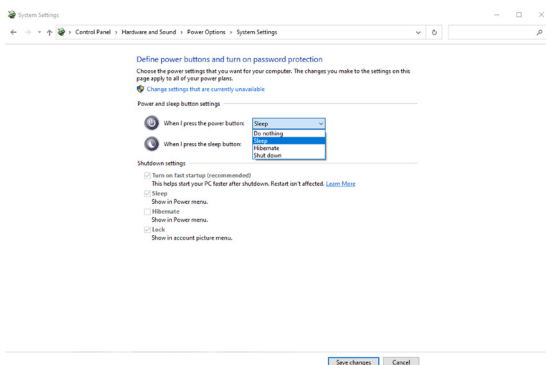 System Settings
Control Panel > Hardware and Sound > Power Options > System Settings
Define power buttons and turn on password protection
Choose the power settings that you want for your computer. The changes you make to the settings on this
page apply to all of your power plans.
Change settings that are currently unavailable
Power and sleep button settings
When I press the power button: Sleep
Do nothing
Sleep
When I press the sleep button: Hibernate
Shut down
Shutdown settings
Turn on fast startup (recommended)
This helps start your PC faster after shutdown. Restart isn't affected. Learn More
Sleep
Show in Power menu.
Hibernate
Show in Power menu.
Lock
Show in account picture menu.
Save changes Cancel